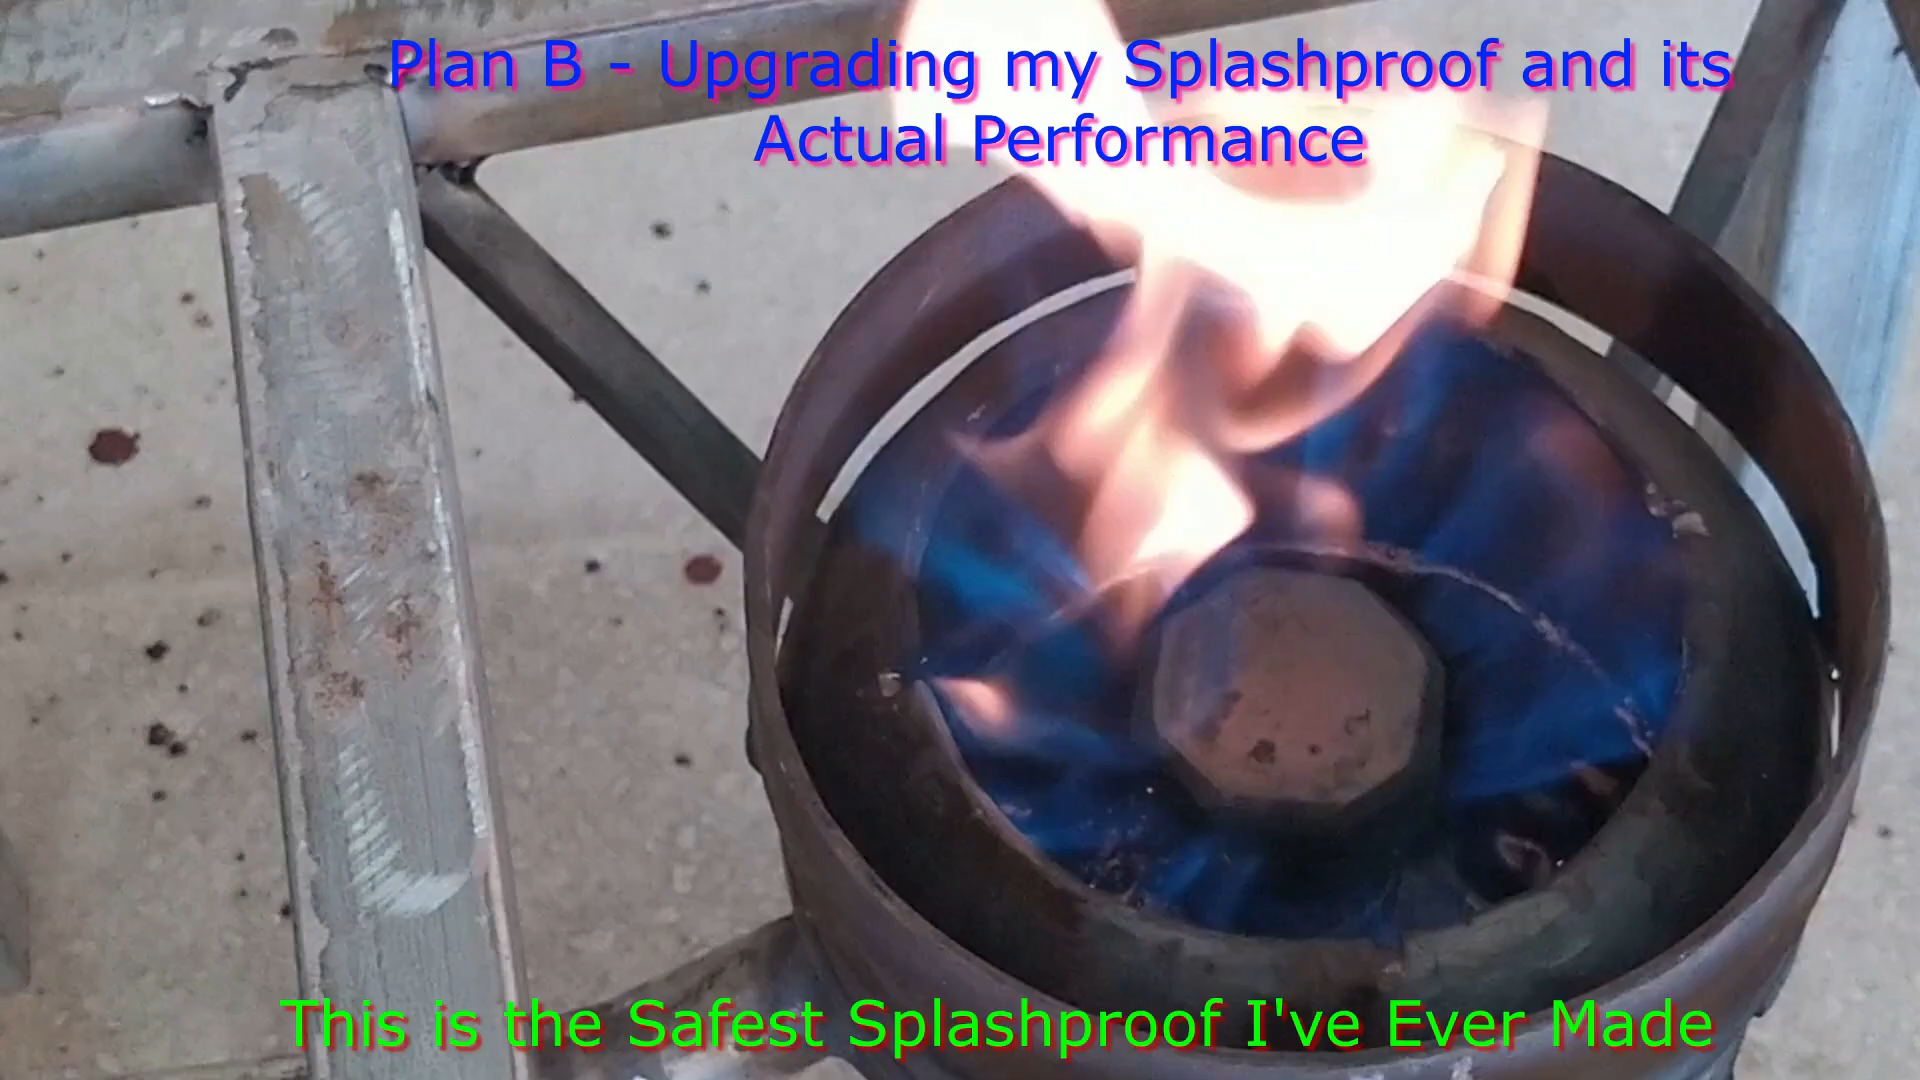 Plan B - Upgrading my Splashproof and its
Actual Performance
This is the Safest Splashproof I've Ever Made